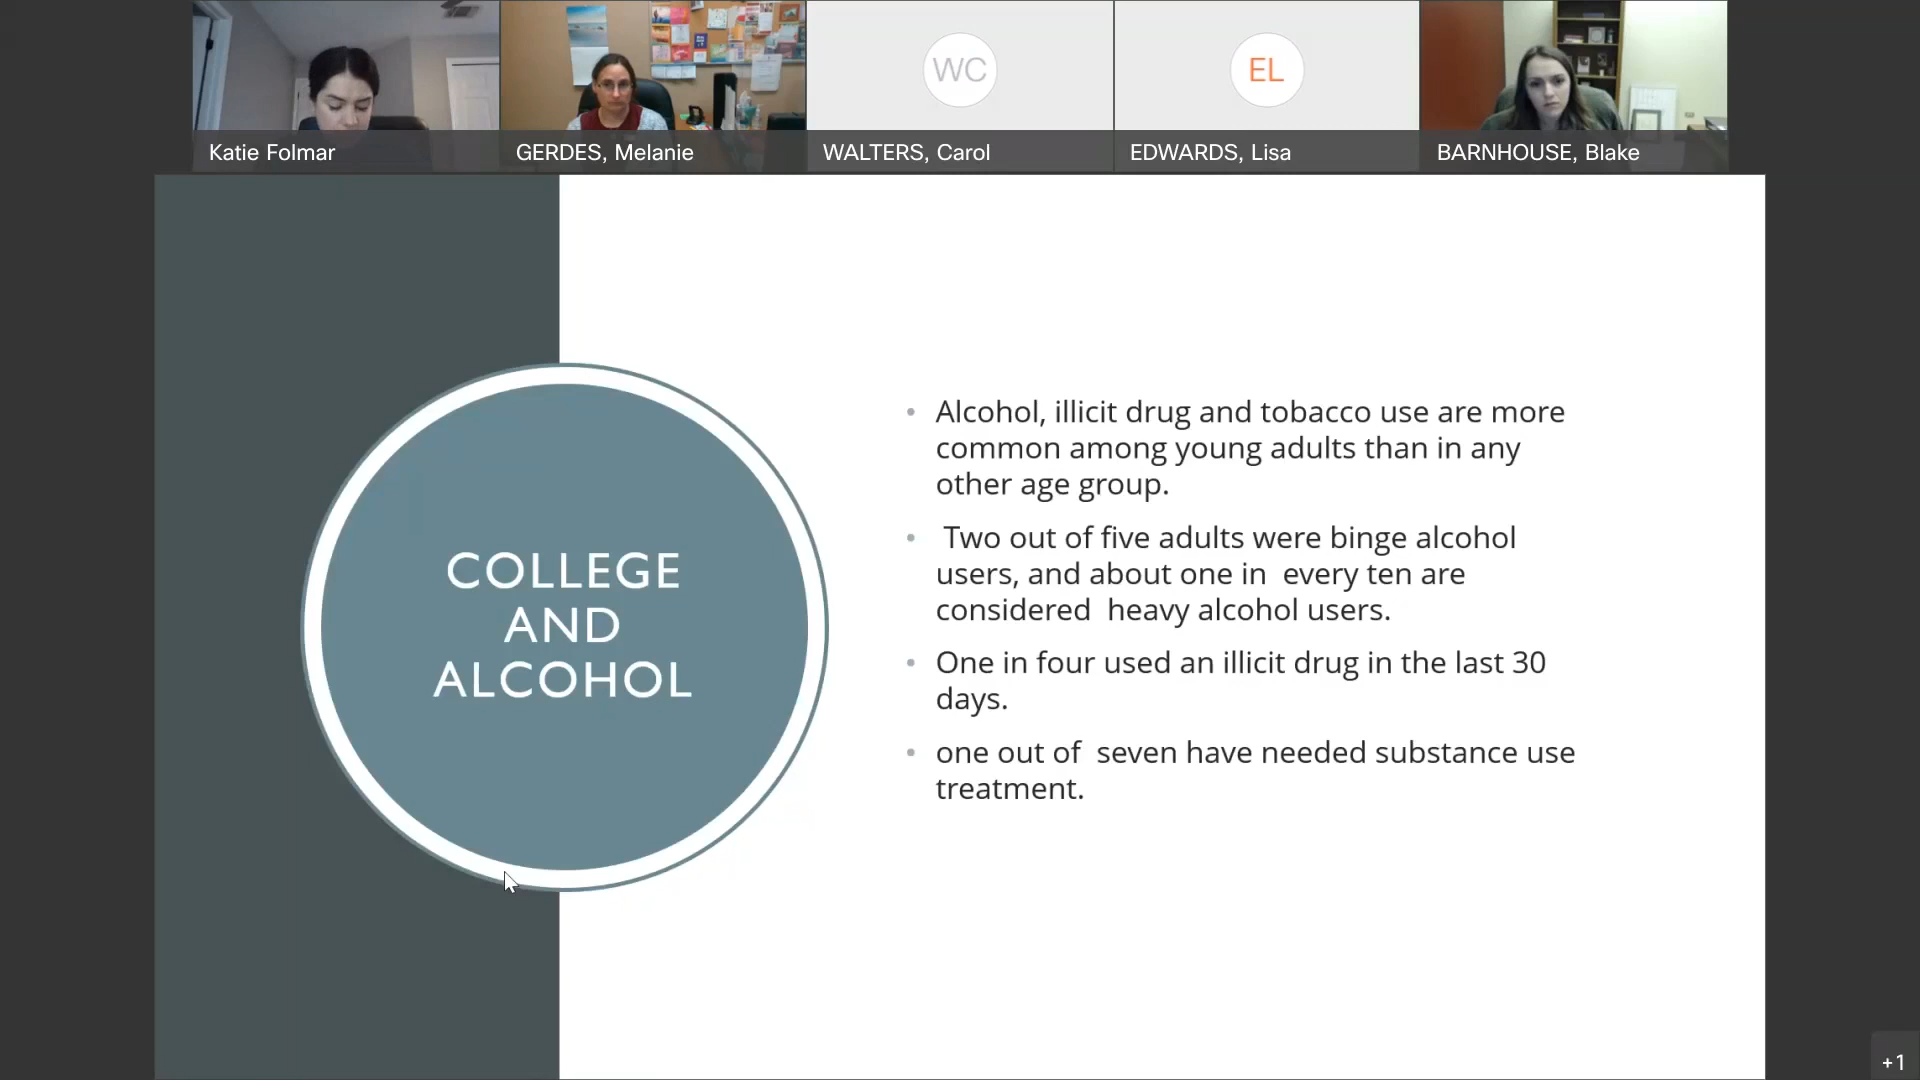 WC
EL
Katie Folmar
GERDES, Melanie
WALTERS, Carol
EDWARDS, Lisa
BARNHOUSE, Blake
COLLEGE
AND
ALCOHOL
• Alcohol, illicit drug and tobacco use are more
common among young adults than in any
other age group.
• Two out of five adults were binge alcohol
users, and about one in  every ten are
considered  heavy alcohol users.
• One in four used an illicit drug in the last 30
days.
• one out of  seven have needed substance use
treatment.
+1